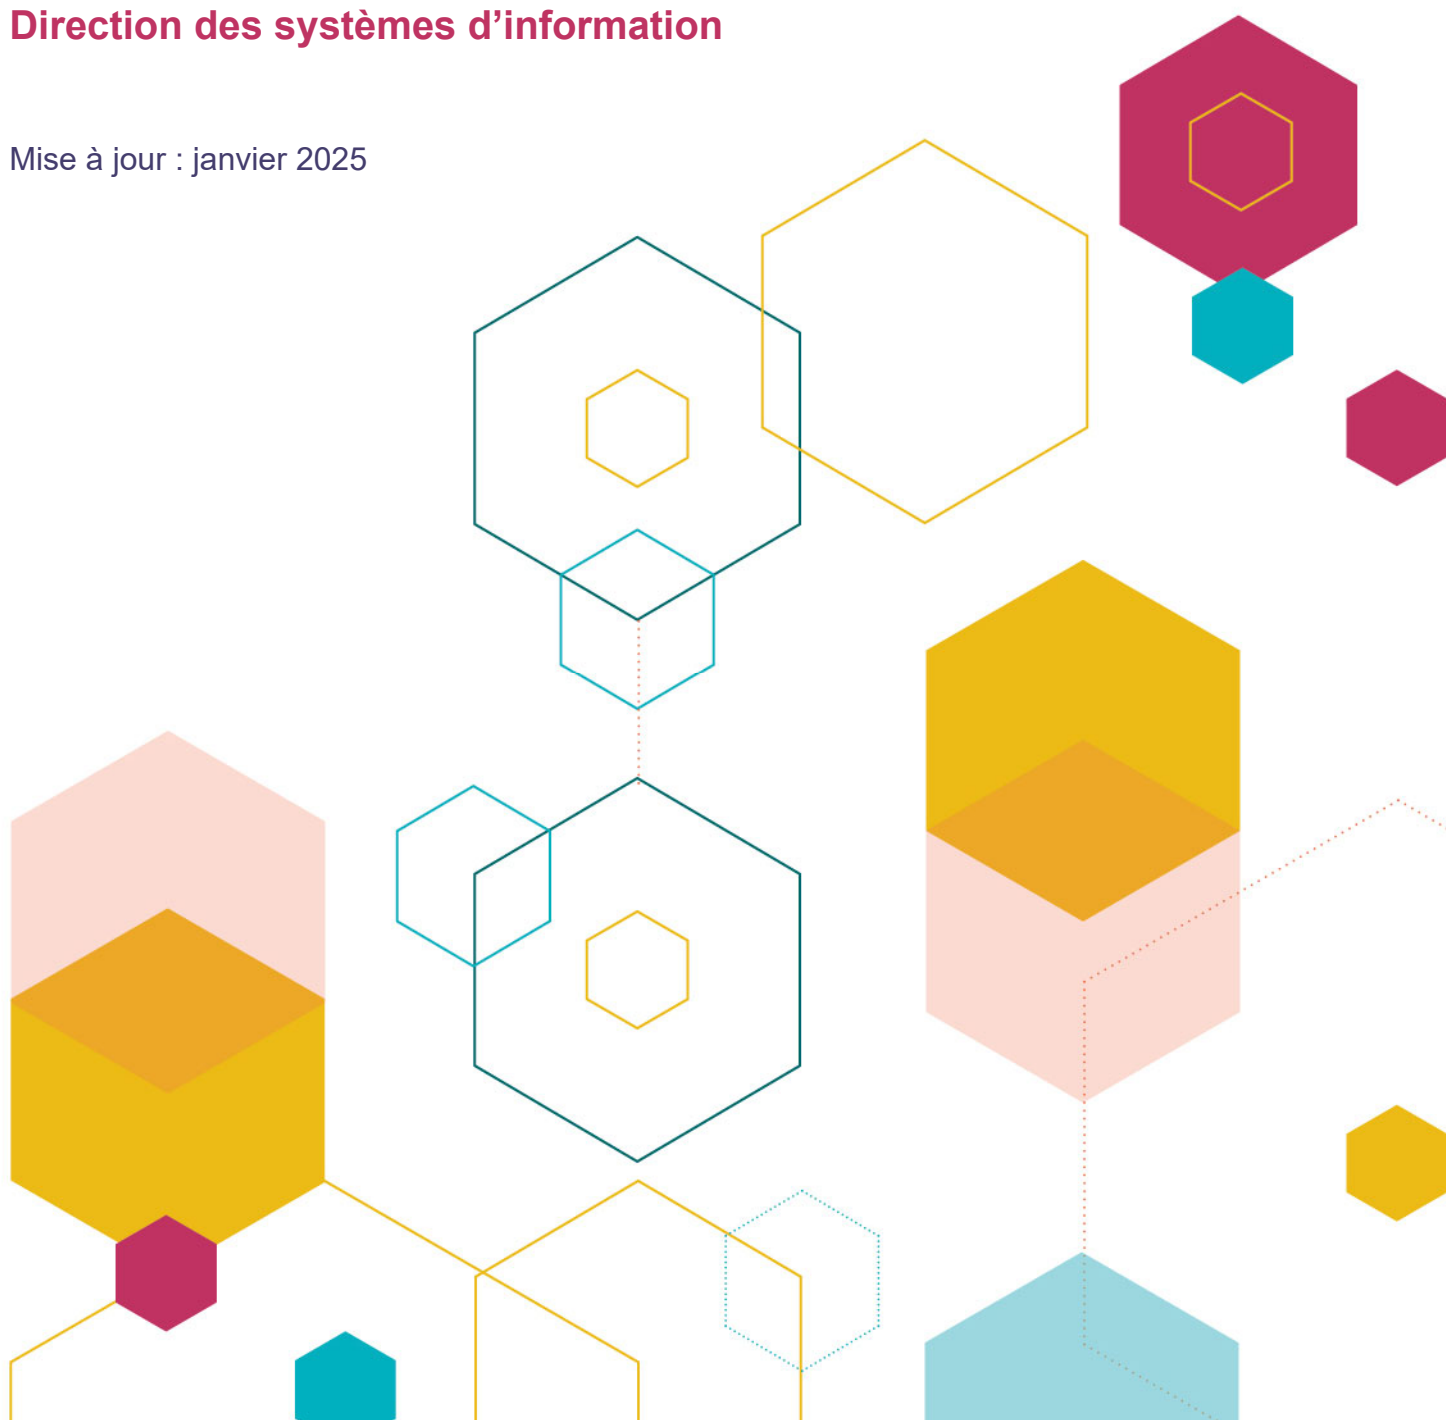 Direction des systèmes d’information
Mise à jour : janvier 2025